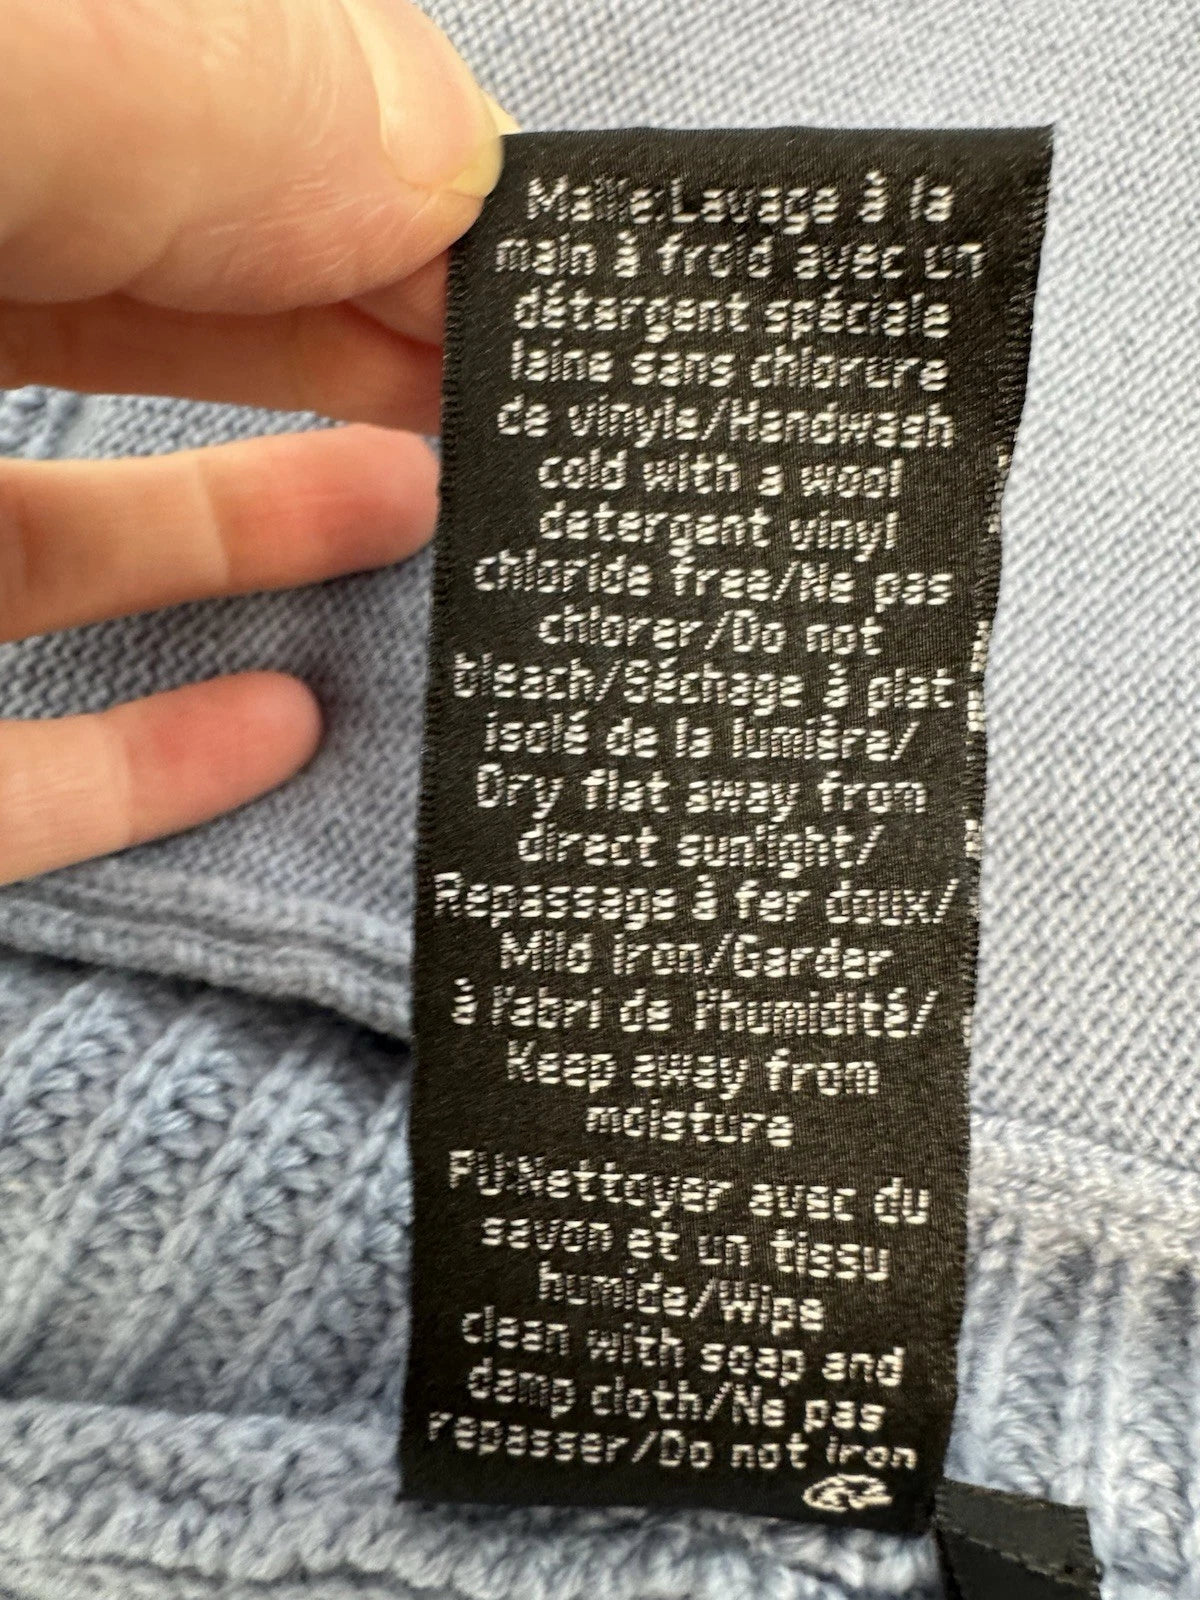 Maille:Lavage à la
main à froid avec un
détergent spéciale
laine sans chlorure
de vinyle/Handwash
cold with a wool
detergent vinyl
chloride free/Ne pas
chlorer/Do not
bleach/Séchage à plat
isolé de la lumière/
Dry flat away from
direct sunlight/
Repassage à fer doux/
Mild iron/Garder
à l'abri de l'humidité/
Keep away from
moisture
PU:Nettoyer avec du
savon et un tissu
humide/Wipe
clean with soap and
damp cloth/Ne pas
repasser/Do not iron